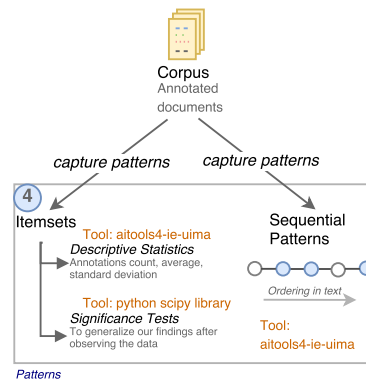 Corpus
Annotated
documents
capture patterns
capture patterns
4
Itemsets
Tool: aitools4-ie-uima
Descriptive Statistics
Annotations count, average,
standard deviation
Tool: python scipy library
Significance Tests
To generalize our findings after
observing the data
Sequential
Patterns
Ordering in text
Tool:
aitools4-ie-uima
Patterns